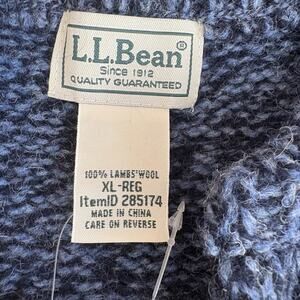 L.L.Bean®
Since 1912
QUALITY GUARANTEED
100% LAMBS' WOOL
XL-REG
ItemID 285174
MADE IN CHINA
CARE ON REVERSE